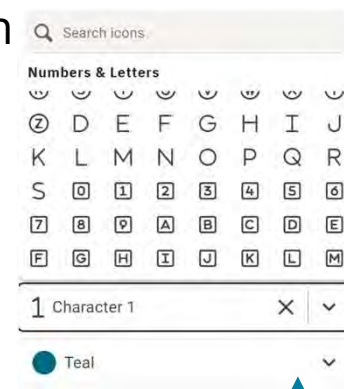 n
Search icons
Numbers & Letters
Ⓩ D E F G H I J
K L M N O P Q R
S 0 1 2 3 4 5 6
7 8 9 A B C D E
F G H I J K L M
1 Character 1
Teal